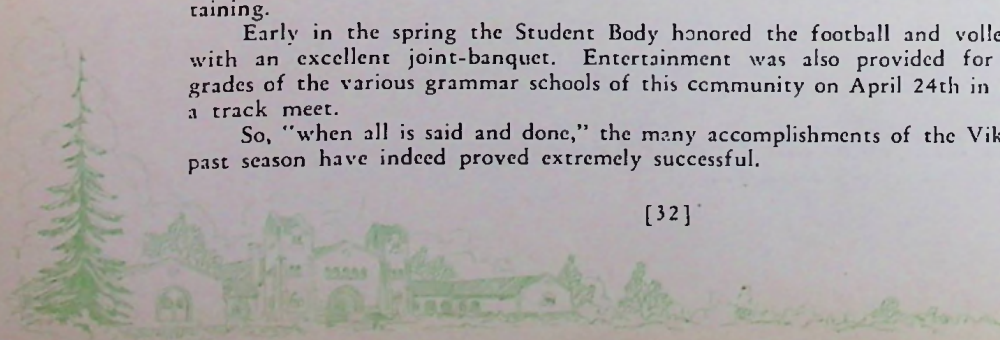 taining.
Early in the spring the Student Body honored the football and volle
with an excellent joint-banquet. Entertainment was also provided for
grades of the various grammar schools of this community on April 24th in
a track meet.
So, "when all is said and done," the many accomplishments of the Vik
past season have indeed proved extremely successful.
[32]